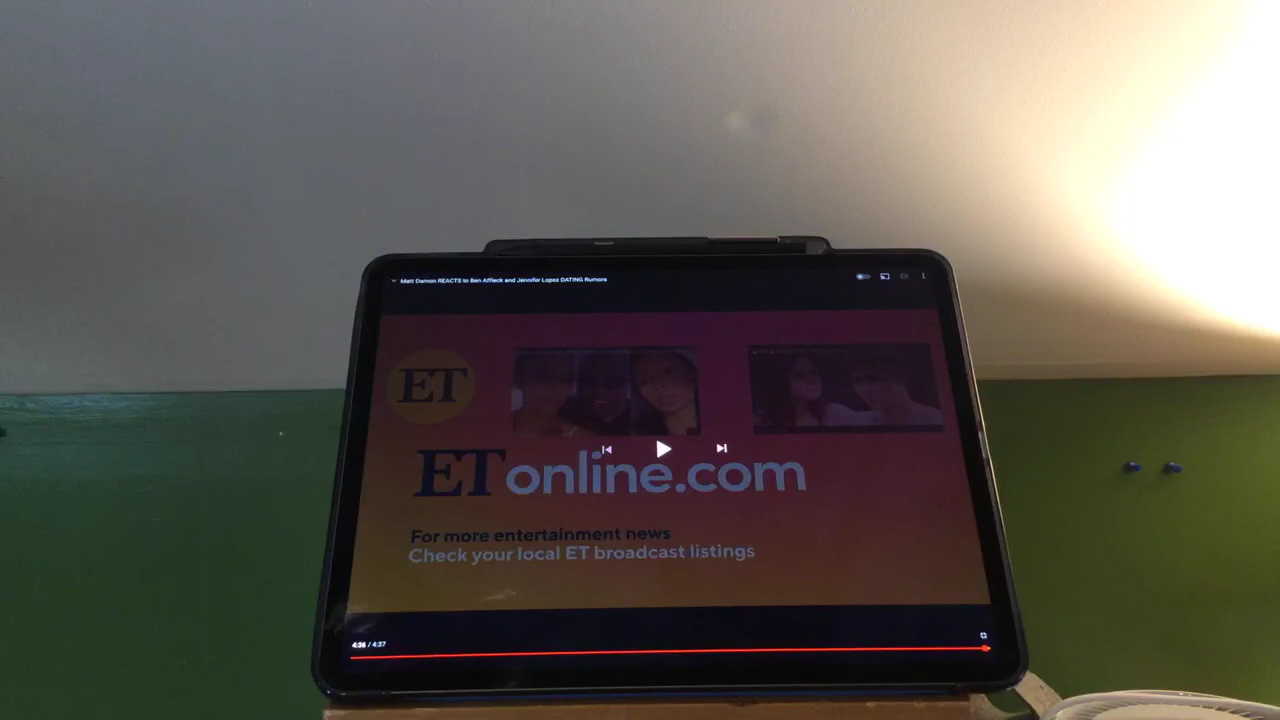 Matt Damon REACTS to Ben Affleck and Jennifer Lopez DATING Rumors
ET
ETonline.com
For more entertainment news
Check your local ET broadcast listings
4:36 / 4:37